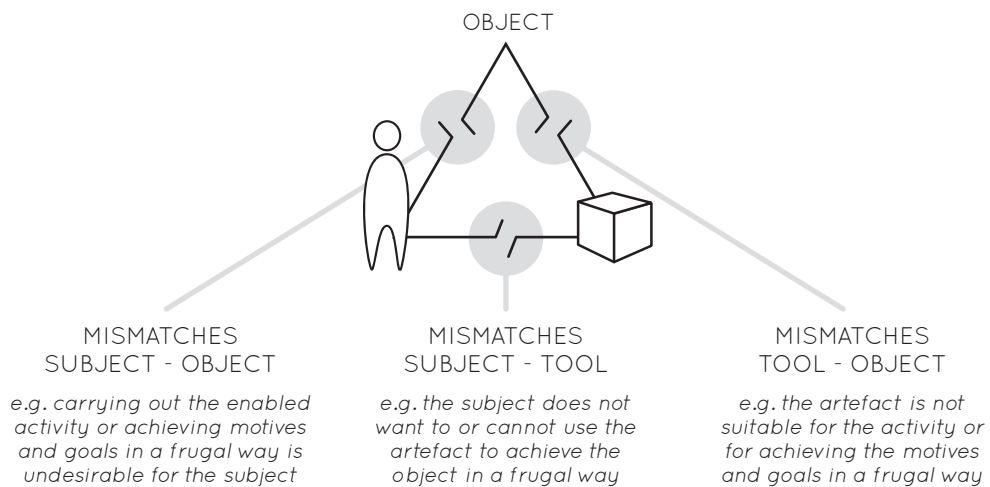 OBJECT
MISMATCHES
SUBJECT - OBJECT
e.g. carrying out the enabled
activity or achieving motives
and goals in a frugal way is
undesirable for the subject
MISMATCHES
SUBJECT - TOOL
e.g. the subject does not
want to or cannot use the
artefact to achieve the
object in a frugal way
MISMATCHES
TOOL - OBJECT
e.g. the artefact is not
suitable for the activity or
for achieving the motives
and goals in a frugal way